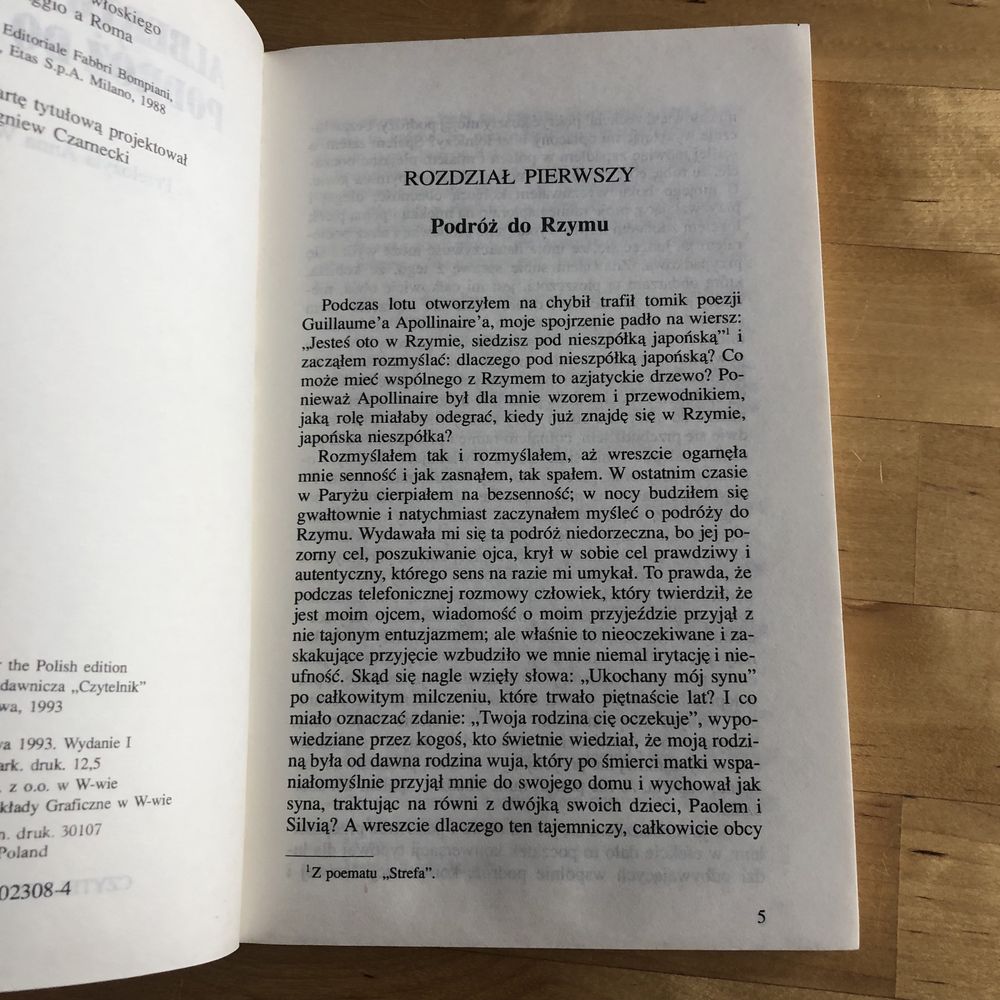 włoskiego
ggio a Roma
Editoriale Fabbri Bompiani,
, Etas S.p.A. Milano, 1988
artę tytułową projektował
gniew Czarnecki
the Polish edition
dawnicza „Czytelnik”
wa, 1993
va 1993. Wydanie I
ark. druk. 12,5
z o.o. w W-wie
kłady Graficzne w W-wie
n. druk. 30107
Poland
02308-4
ROZDZIAŁ PIERWSZY
Podróż do Rzymu
Podczas lotu otworzyłem na chybił trafił tomik poezji
Guillaume’a Apollinaire’a, moje spojrzenie padło na wiersz:
„Jesteś oto w Rzymie, siedzisz pod nieszpółką japońską”¹ i
zacząłem rozmyślać: dlaczego pod nieszpółką japońską? Co
może mieć wspólnego z Rzymem to azjatyckie drzewo? Po-
nieważ Apollinaire był dla mnie wzorem i przewodnikiem,
jaką rolę miałaby odegrać, kiedy już znajdę się w Rzymie,
japońska nieszpółka?
Rozmyślałem tak i rozmyślałem, aż wreszcie ogarnęła
mnie senność i jak zasnąłem, tak spałem. W ostatnim czasie
w Paryżu cierpiałem na bezsenność; w nocy budziłem się
gwałtownie i natychmiast zaczynałem myśleć o podróży do
Rzymu. Wydawała mi się ta podróż niedorzeczna, bo jej po-
zorny cel, poszukiwanie ojca, krył w sobie cel prawdziwy i
autentyczny, którego sens na razie mi umykał. To prawda, że
podczas telefonicznej rozmowy człowiek, który twierdził, że
jest moim ojcem, wiadomość o moim przyjeździe przyjął z
nie tajonym entuzjazmem; ale właśnie to nieoczekiwane i za-
skakujące przyjęcie wzbudziło we mnie niemal irytację i nie-
ufność. Skąd się nagle wzięły słowa: „Ukochany mój synu”
po całkowitym milczeniu, które trwało piętnaście lat? I co
miało oznaczać zdanie: „Twoja rodzina cię oczekuje”, wypo-
wiedziane przez kogoś, kto świetnie wiedział, że moją rodzi-
ną była od dawna rodzina wuja, który po śmierci matki wspa-
niałomyślnie przyjął mnie do swojego domu i wychował jak
syna, traktując na równi z dwójką swoich dzieci, Paolem i
Silvią? A wreszcie dlaczego ten tajemniczy, całkowicie obcy
¹Z poematu „Strefa”.
5